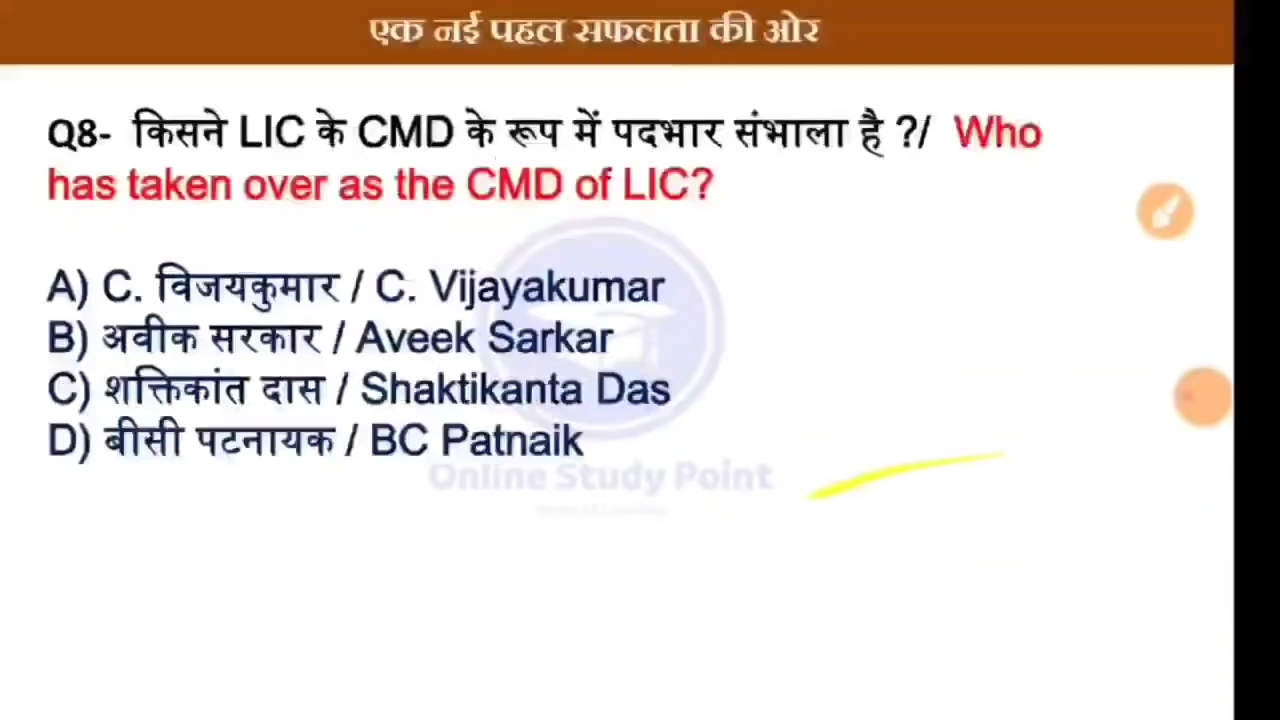 एक नई पहल सफलता की ओर
Q8- किसने LIC के CMD के रूप में पदभार संभाला है ?/ Who
has taken over as the CMD of LIC?
A) C. विजयकुमार / C. Vijayakumar
B) अवीक सरकार / Aveek Sarkar
C) शक्तिकांत दास / Shaktikanta Das
D) बीसी पटनायक / BC Patnaik
Online Study Point